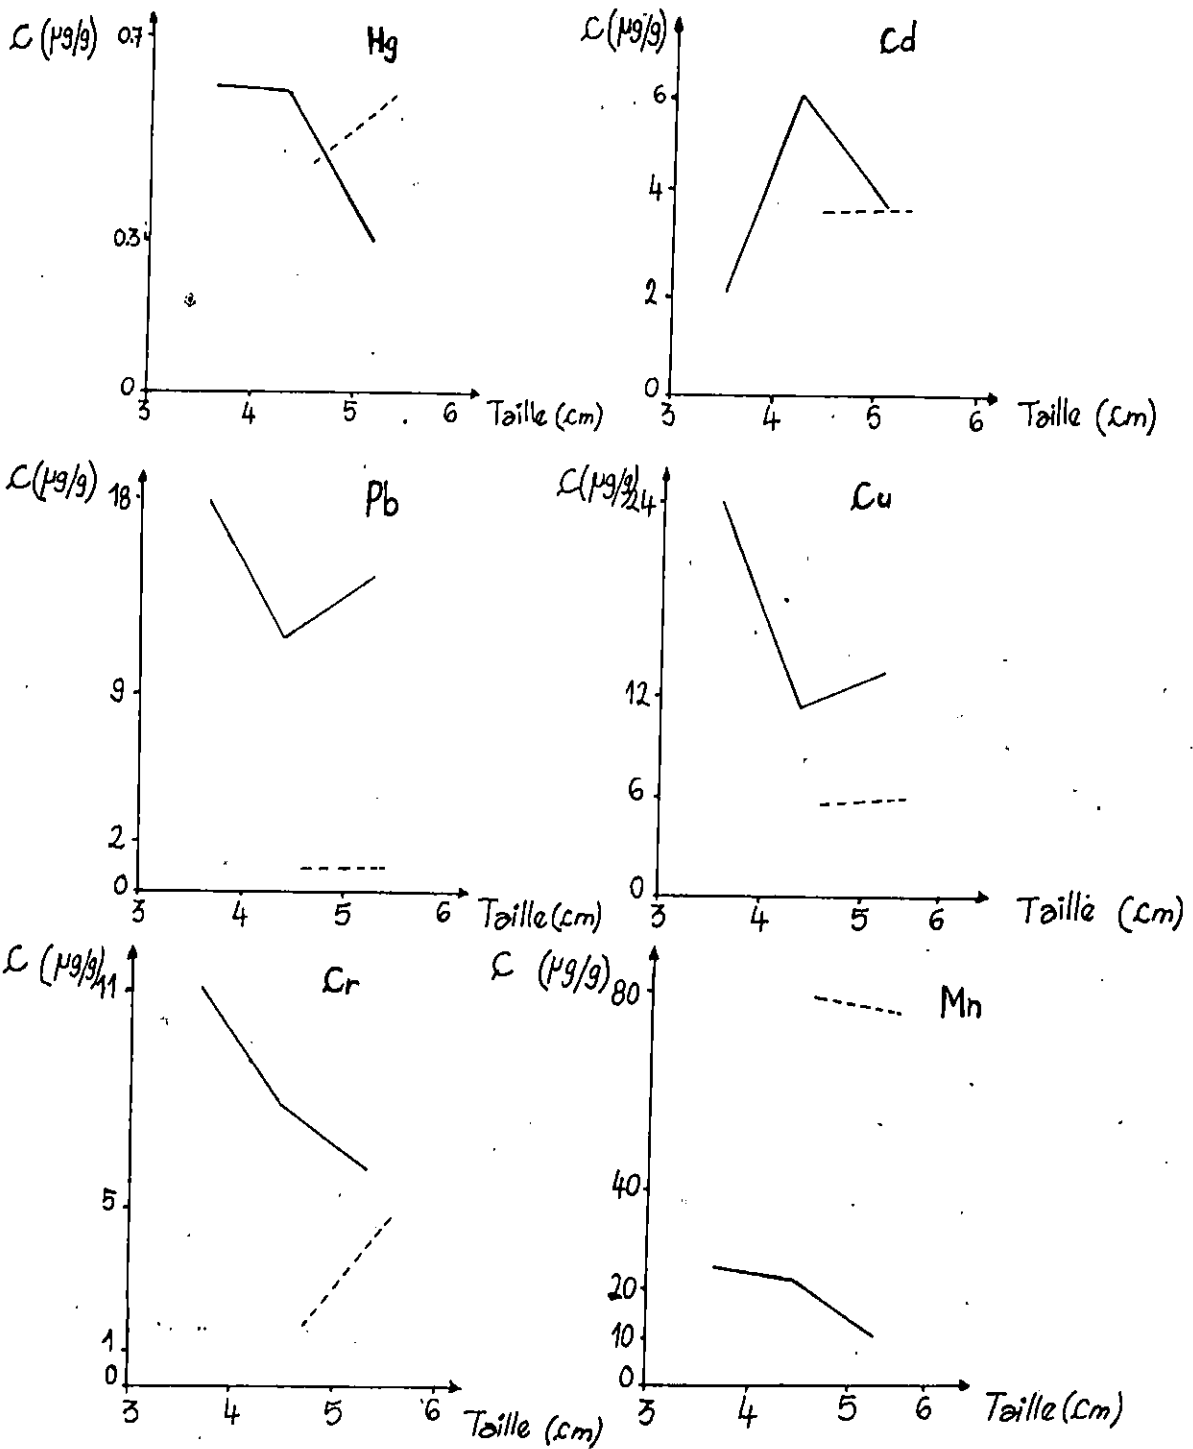 C (µg/g) 0.7 Hg
0.3
0
3 4 5 6 Taille (cm)
C (µg/g) Cd
6
4
2
0
3 4 5 6 Taille (cm)
C (µg/g) 18 Pb
9
2
0
3 4 5 6 Taille (cm)
C (µg/g) 24 Cu
12
6
0
3 4 5 6 Taille (cm)
C (µg/g) 11 Cr
5
1
0
3 4 5 6 Taille (cm)
C (µg/g) 80 Mn
40
20
10
0
3 4 5 6 Taille (cm)